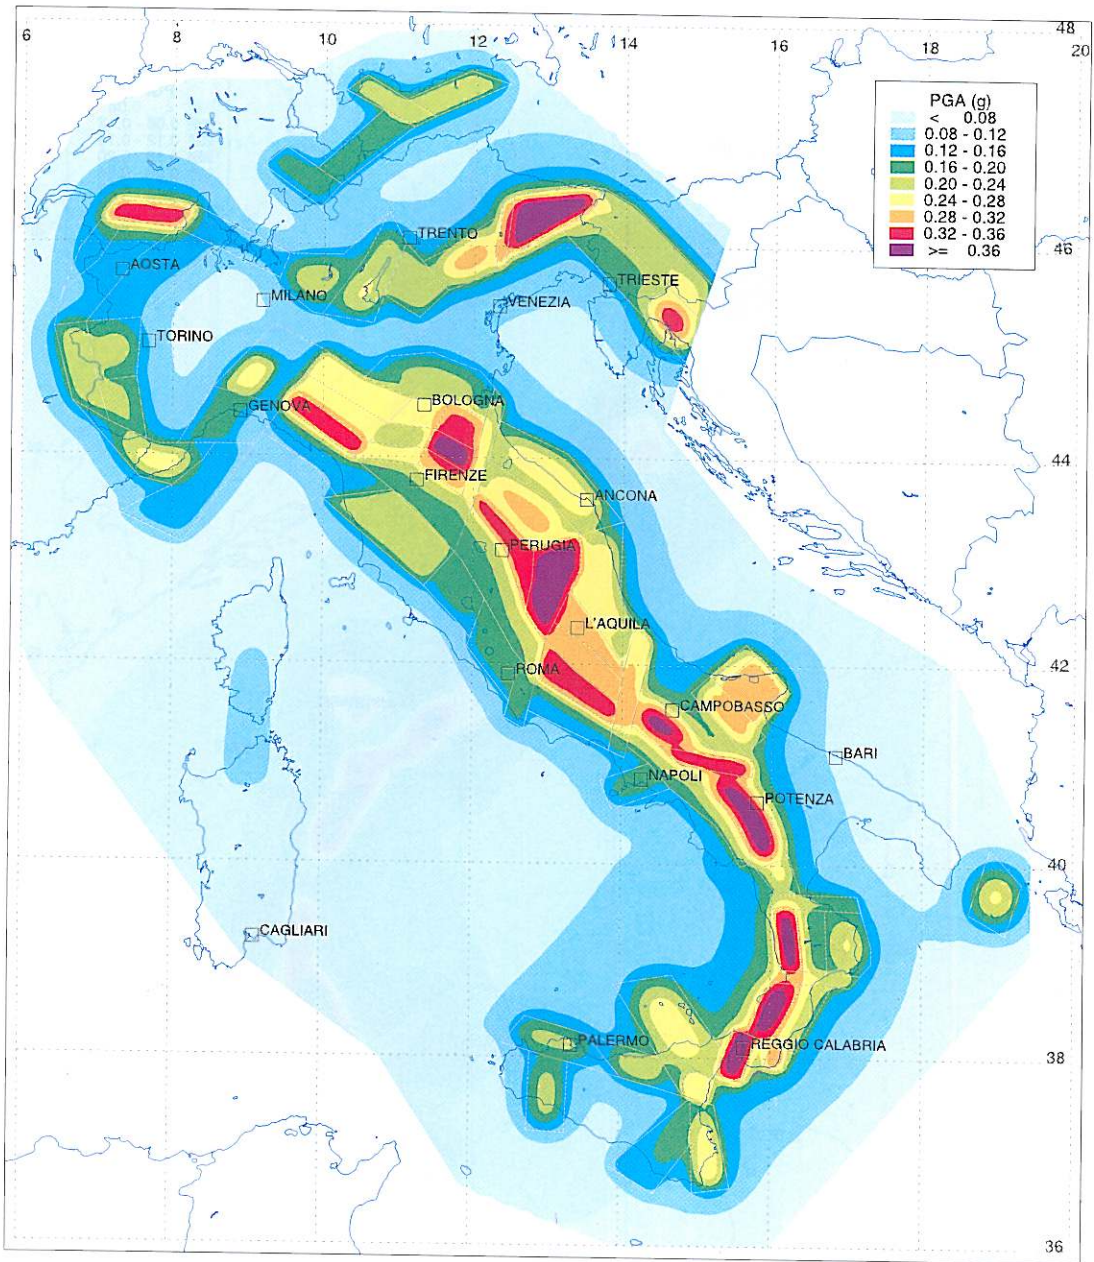 48
6 8 10 12 14 16 18 20
PGA (g)
< 0.08
0.08 - 0.12
0.12 - 0.16
0.16 - 0.20
0.20 - 0.24
0.24 - 0.28
0.28 - 0.32
0.32 - 0.36
>= 0.36
TRENTO
46
AOSTA
TRIESTE
MILANO
VENEZIA
TORINO
BOLOGNA
GENOVA
44
FIRENZE
ANCONA
PERUGIA
L'AQUILA
42
ROMA
CAMPOBASSO
BARI
NAPOLI
POTENZA
40
CAGLIARI
PALERMO
REGGIO CALABRIA
38
36